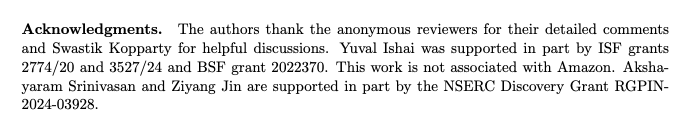 Acknowledgments. The authors thank the anonymous reviewers for their detailed comments
and Swastik Kopparty for helpful discussions. Yuval Ishai was supported in part by ISF grants
2774/20 and 3527/24 and BSF grant 2022370. This work is not associated with Amazon. Aksha-
yaram Srinivasan and Ziyang Jin are supported in part by the NSERC Discovery Grant RGPIN-
2024-03928.